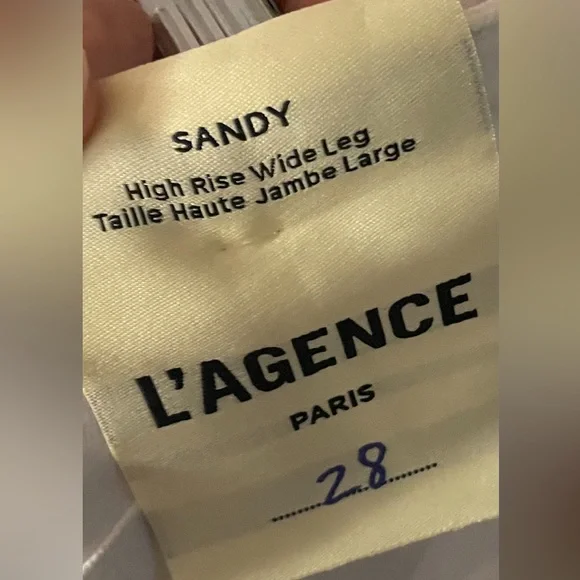 SANDY
High Rise Wide Leg
Taille Haute Jambe Large
L'AGENCE
PARIS
28